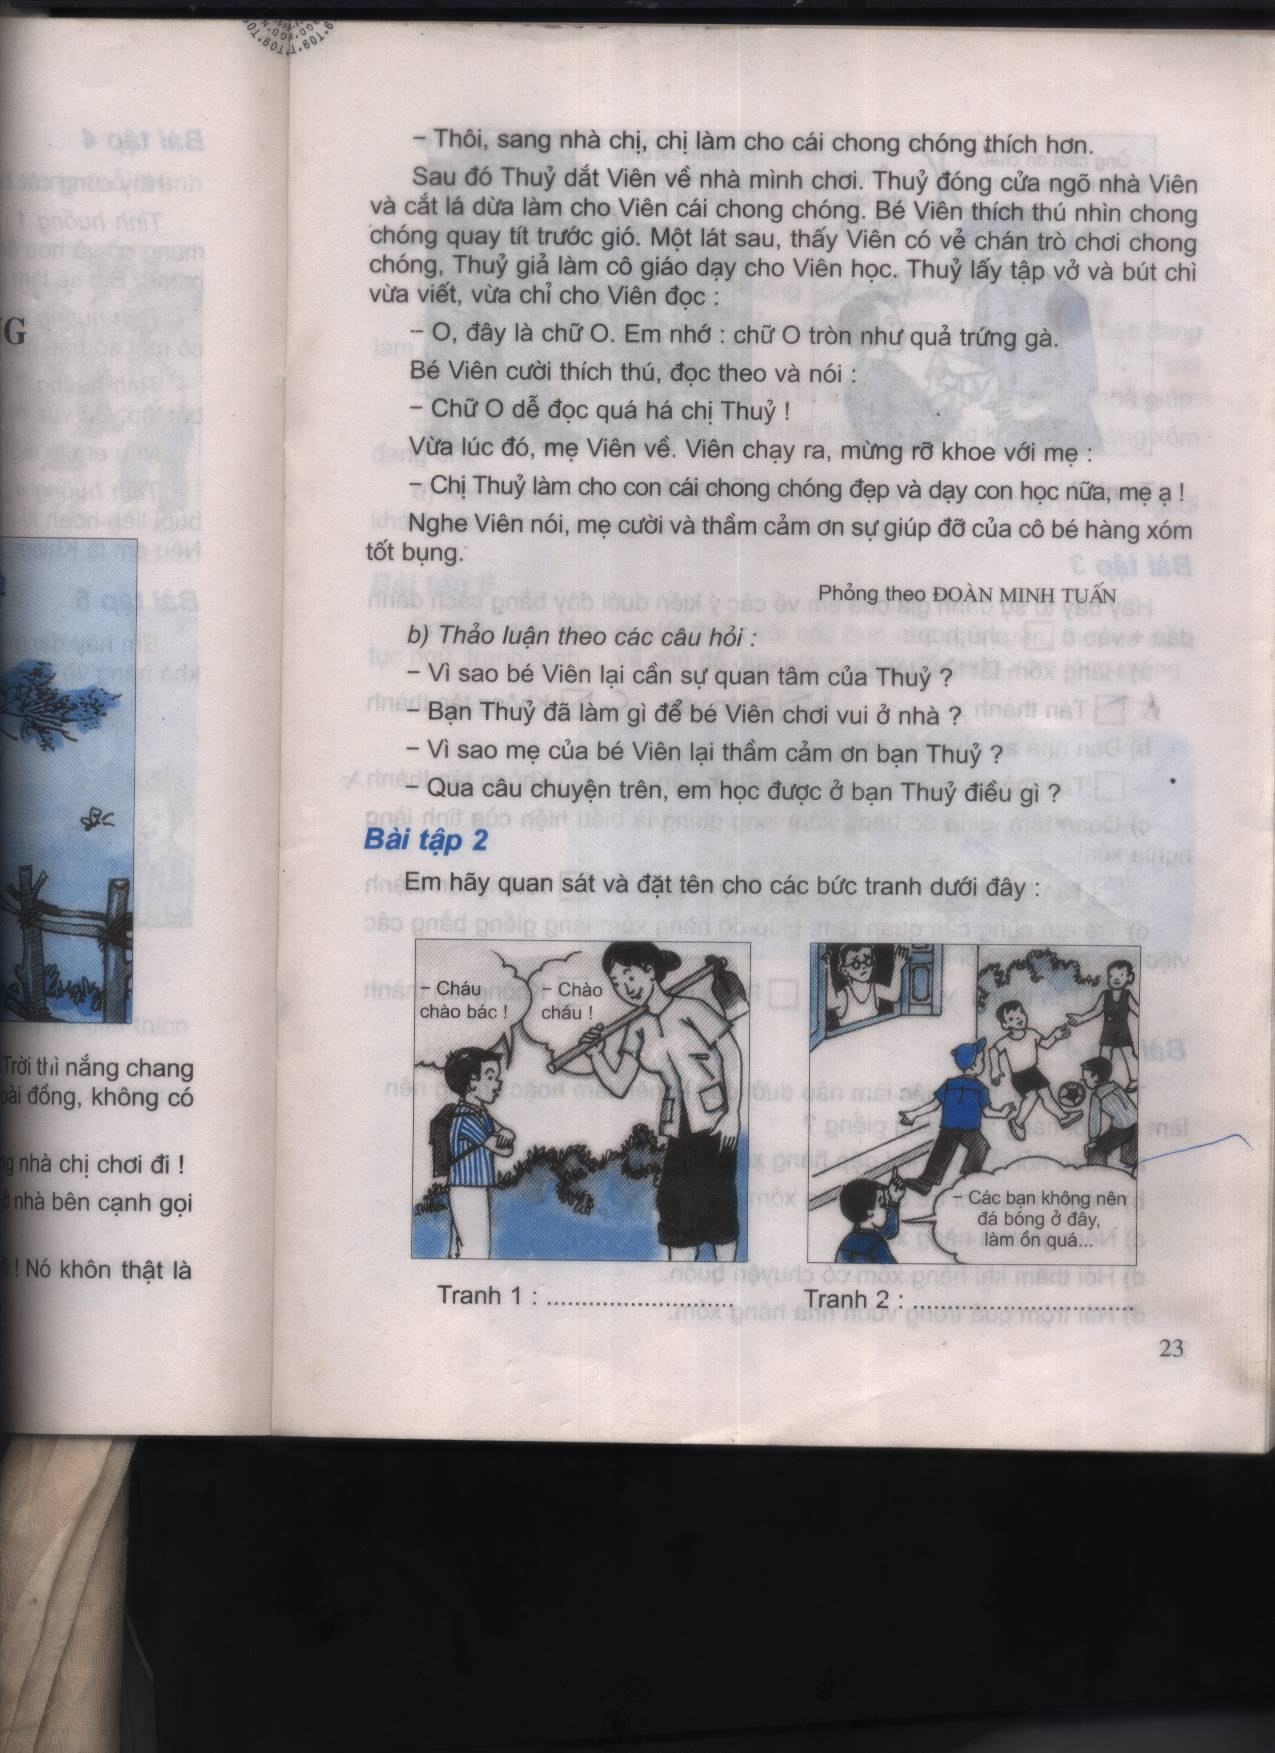 G
Trời thì nắng chang
đồng, không có
nhà chị chơi đi !
nhà bên cạnh gọi
! Nó khôn thật là
– Thôi, sang nhà chị, chị làm cho cái chong chóng thích hơn.
Sau đó Thuỷ dắt Viên về nhà mình chơi. Thuỷ đóng cửa ngõ nhà Viên
và cắt lá dừa làm cho Viên cái chong chóng. Bé Viên thích thú nhìn chong
chóng quay tít trước gió. Một lát sau, thấy Viên có vẻ chán trò chơi chong
chóng, Thuỷ giả làm cô giáo dạy cho Viên học. Thuỷ lấy tập vở và bút chì
vừa viết, vừa chỉ cho Viên đọc :
– O, đây là chữ O. Em nhớ : chữ O tròn như quả trứng gà.
Bé Viên cười thích thú, đọc theo và nói :
– Chữ O dễ đọc quá há chị Thuỷ !
Vừa lúc đó, mẹ Viên về. Viên chạy ra, mừng rỡ khoe với mẹ :
– Chị Thuỷ làm cho con cái chong chóng đẹp và dạy con học nữa, mẹ ạ !
Nghe Viên nói, mẹ cười và thầm cảm ơn sự giúp đỡ của cô bé hàng xóm
tốt bụng.
Phỏng theo ĐOÀN MINH TUẤN
b) Thảo luận theo các câu hỏi :
– Vì sao bé Viên lại cần sự quan tâm của Thuỷ ?
– Bạn Thuỷ đã làm gì để bé Viên chơi vui ở nhà ?
– Vì sao mẹ của bé Viên lại thầm cảm ơn bạn Thuỷ ?
– Qua câu chuyện trên, em học được ở bạn Thuỷ điều gì ?
Bài tập 2
Em hãy quan sát và đặt tên cho các bức tranh dưới đây :
– Cháu
chào bác !
– Chào
cháu !
– Các bạn không nên
đá bóng ở đây,
làm ồn quá...
Tranh 1 : ...........................
Tranh 2 : ................................
23